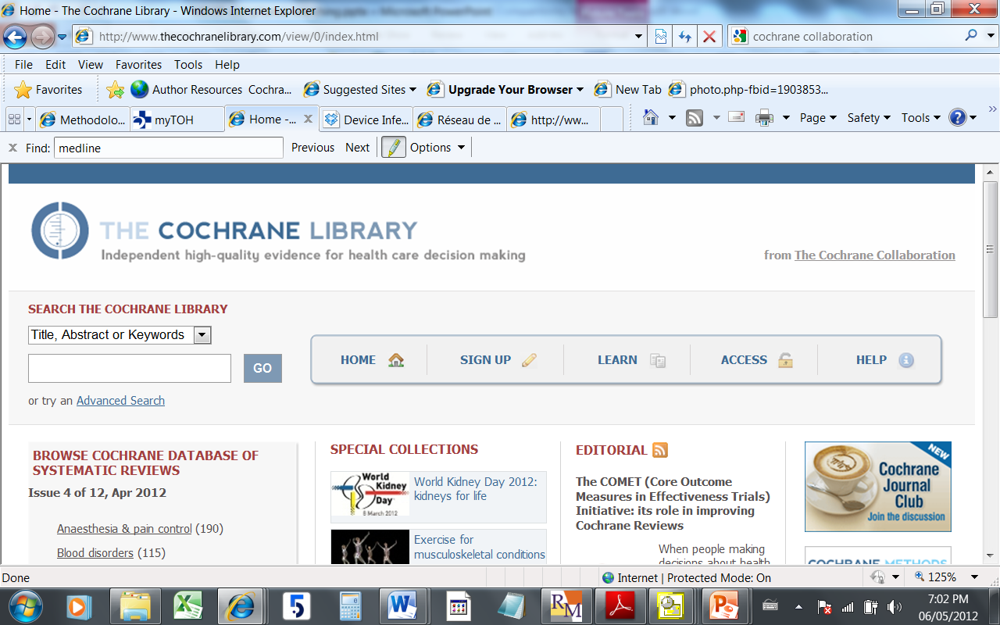 Home - The Cochrane Library - Windows Internet Explorer
http://www.thecochranelibrary.com/view/0/index.html
cochrane collaboration
File Edit View Favorites Tools Help
Favorites Author Resources Cochra... Suggested Sites Upgrade Your Browser New Tab photo.php-fbid=1903853...
Methodolo... myTOH Home -... Device Infe... Réseau de ... http://ww... Page Safety Tools
Find: medline Previous Next Options
THE COCHRANE LIBRARY
Independent high-quality evidence for health care decision making
from The Cochrane Collaboration
SEARCH THE COCHRANE LIBRARY
Title, Abstract or Keywords
GO
HOME SIGN UP LEARN ACCESS HELP
or try an Advanced Search
BROWSE COCHRANE DATABASE OF
SYSTEMATIC REVIEWS
Issue 4 of 12, Apr 2012
Anaesthesia & pain control (190)
Blood disorders (115)
SPECIAL COLLECTIONS
World
Kidney
Day
8 March 2012
World Kidney Day 2012:
kidneys for life
Exercise for
musculoskeletal conditions
EDITORIAL
The COMET (Core Outcome
Measures in Effectiveness Trials)
Initiative: its role in improving
Cochrane Reviews
When people making
decisions about health
NEW
Cochrane
Journal
Club
Join the discussion
COCHRANE METHODS
Done
Internet | Protected Mode: On
125%
5
RM
7:02 PM
06/05/2012